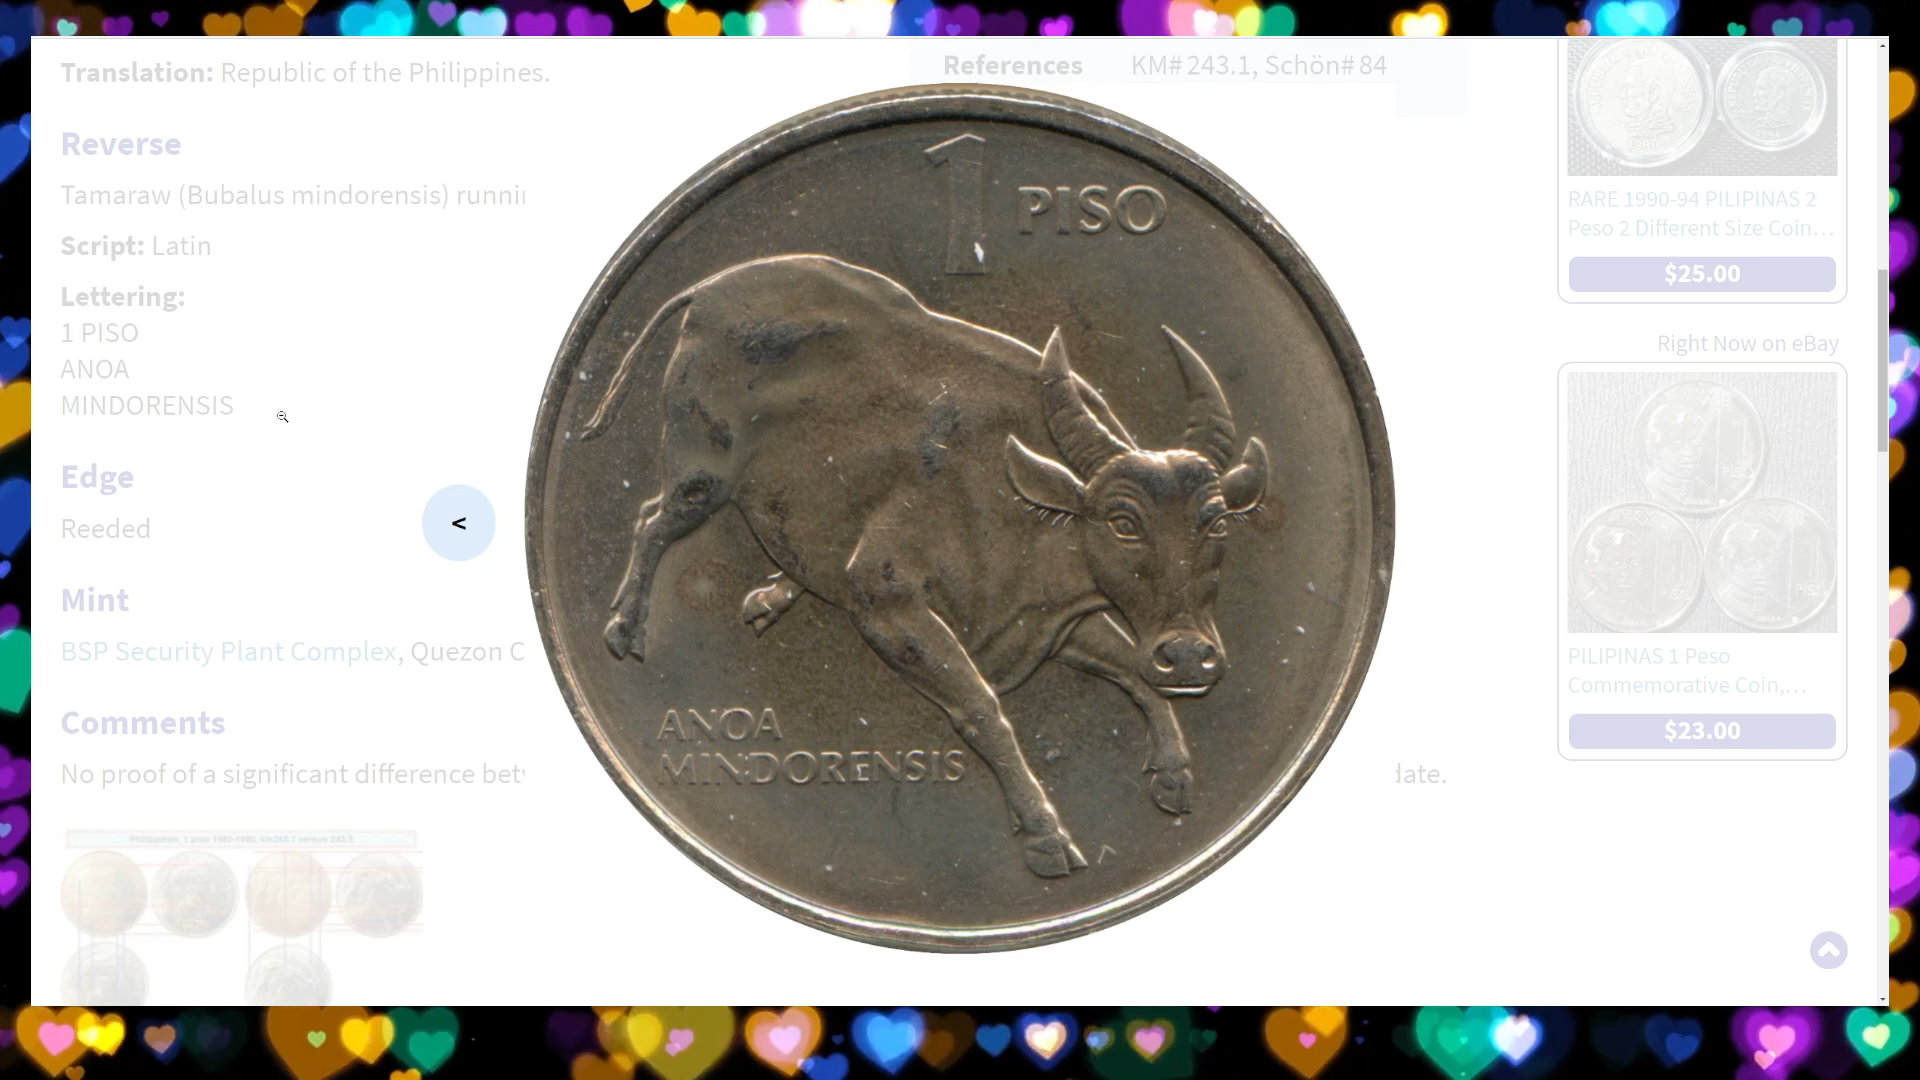 Translation: Republic of the Philippines.
References KM# 243.1, Schön# 84
Reverse
Tamaraw (Bubalus mindorensis)
Script: Latin
Lettering:
1 PISO
ANOA
MINDORENSIS
Edge
Reeded
Mint
BSP Security Plant Complex, Quezon C
Comments
No proof of a significant difference
date.
1 PISO
ANOA
MINDORENSIS
<
RARE 1990-94 PILIPINAS 2
Peso 2 Different Size Coin...
$25.00
Right Now on eBay
PILIPINAS 1 Peso
Commemorative Coin,...
$23.00